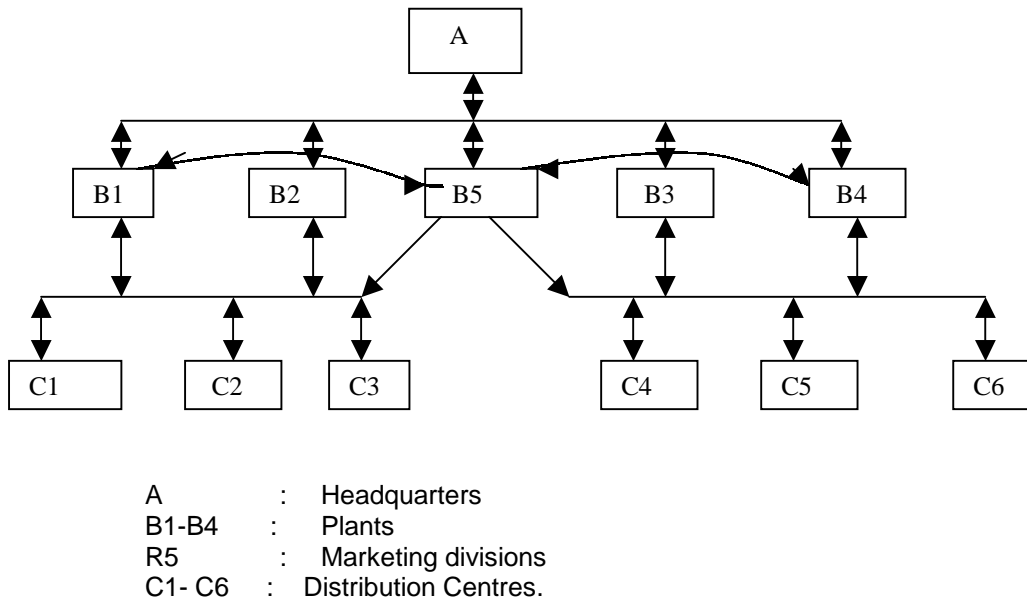 A
B1 B2 B5 B3 B4
C1 C2 C3 C4 C5 C6
A : Headquarters
B1-B4 : Plants
R5 : Marketing divisions
C1- C6 : Distribution Centres.